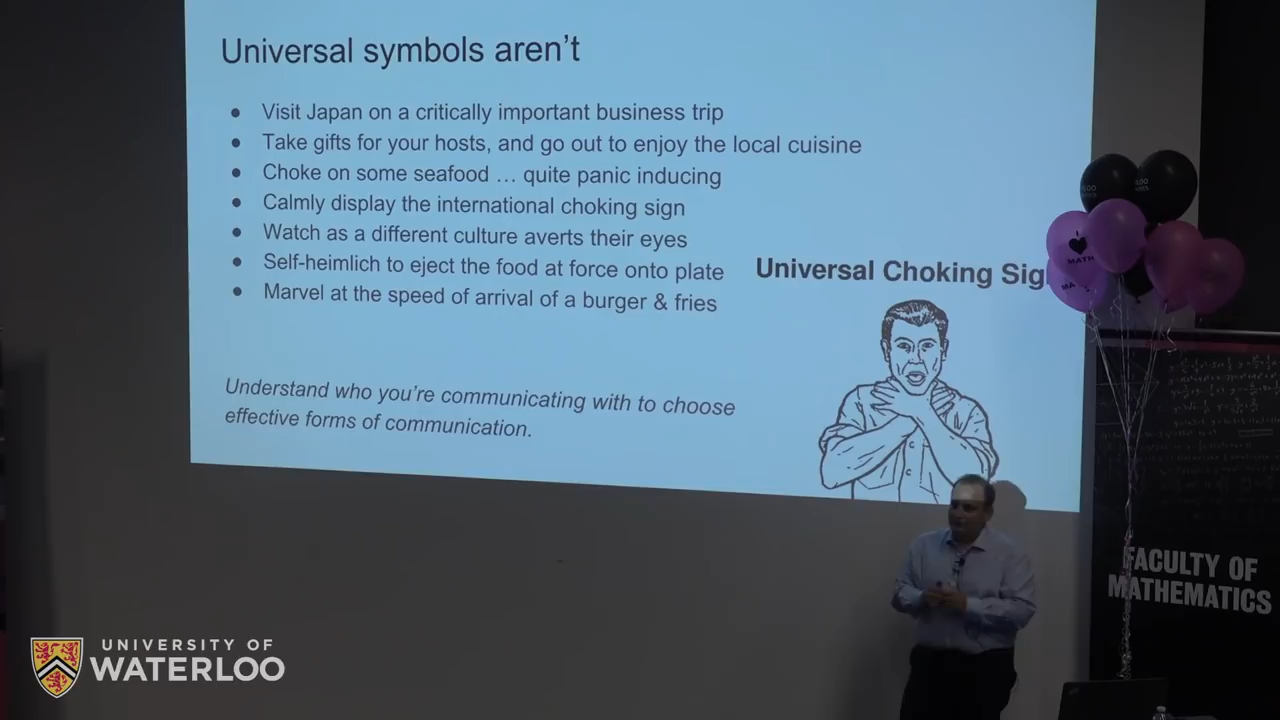 Universal symbols aren't
● Visit Japan on a critically important business trip
● Take gifts for your hosts, and go out to enjoy the local cuisine
● Choke on some seafood … quite panic inducing
● Calmly display the international choking sign
● Watch as a different culture averts their eyes
● Self-heimlich to eject the food at force onto plate
● Marvel at the speed of arrival of a burger & fries
Universal Choking Sig
Understand who you're communicating with to choose
effective forms of communication.
MATH
FACULTY OF
MATHEMATICS
UNIVERSITY OF
WATERLOO